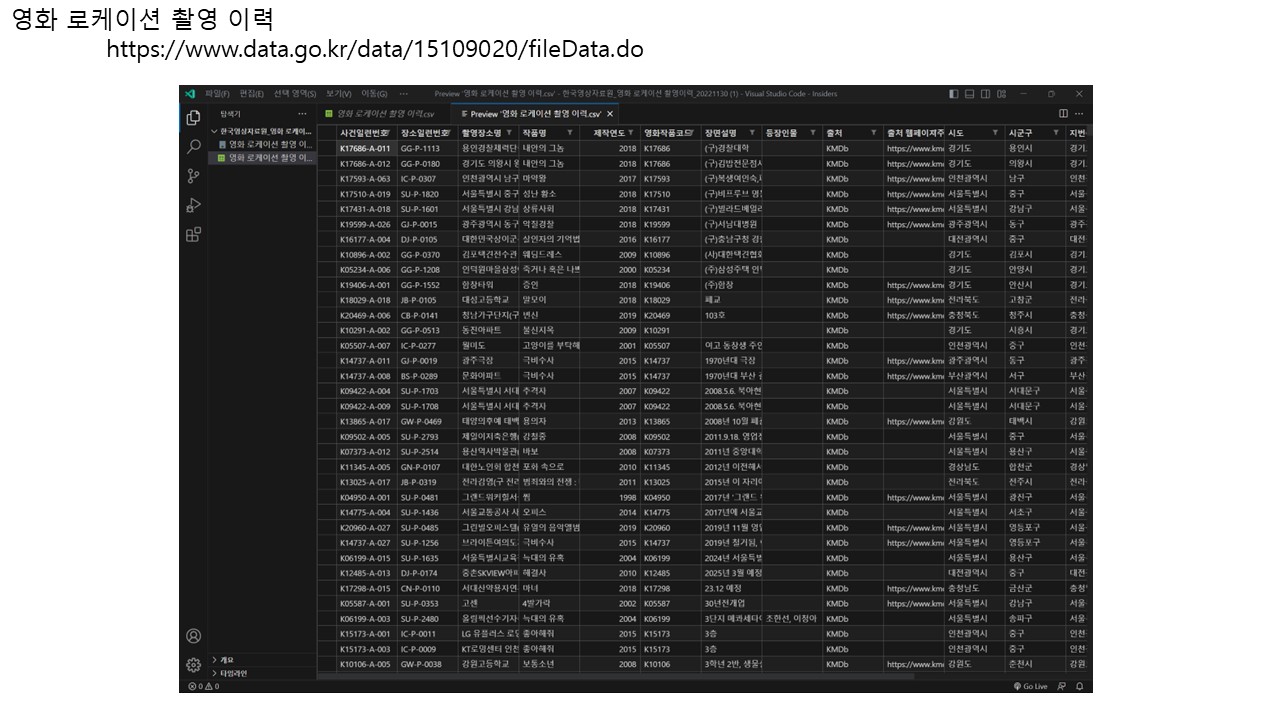 영화 로케이션 촬영 이력
https://www.data.go.kr/data/15109020/fileData.do
파일(F) 편집(E) 선택 영역(S) 보기(V) 이동(G) ··· Preview '영화 로케이션 촬영 이력.csv' - 한국영상자료원_영화 로케이션 촬영이력_20221130 (1) - Visual Studio Code - Insiders
탐색기 ··· 영화 로케이션 촬영 이력.csv Preview '영화 로케이션 촬영 이력.csv'
한국영상자료원_영화 로케이...
영화 로케이션 촬영 이...
영화 로케이션 촬영 이...
사건일련번호 장소일련번호 촬영장소명 작품명 제작연도 영화작품코드 장면설명 등장인물 출처 출처 웹페이지주 시도 시군구 지번
K17686-A-011 GG-P-1113 용인경찰체력단 내안의 그놈 2018 K17686 (구)경찰대학 KMDb https://www.kmd 경기도 용인시 경기
K17686-A-012 GG-P-0180 경기도 의왕시 내안의 그놈 2018 K17686 (구)김밥전문점 KMDb https://www.kmd 경기도 의왕시 경기
K17593-A-063 IC-P-0307 인천광역시 남구 마약왕 2017 K17593 KMDb https://www.kmd 인천광역시 남구 인천
K17510-A-019 SU-P-1820 서울특별시 중구 성난 황소 2018 K17510 KMDb https://www.kmd 서울특별시 중구 서울
K17431-A-018 SU-P-1601 서울특별시 강남 상류사회 2018 K17431 KMDb https://www.kmd 서울특별시 강남구 서울
K19599-A-026 GJ-P-0015 광주광역시 동구 악질경찰 2018 K19599 (구)서남대병원 KMDb https://www.kmd 광주광역시 동구 광주
K16177-A-004 DJ-P-0105 대한민국상이군 살인자의 기억법 2016 K16177 (구)충남구청 KMDb 대전광역시 중구 대전
K10896-A-002 GG-P-0370 김포택견전수관 웨딩드레스 2009 K10896 (사)대한택견협회 KMDb 경기도 김포시 경기
K05234-A-006 GG-P-1208 인덕원마을삼성 죽거나 혹은 나쁘 2000 K05234 (주)삼성주택 KMDb 경기도 안양시 경기
K19406-A-001 GG-P-1552 힘찬타워 증인 2018 K19406 (주)힘찬 KMDb https://www.kmd 경기도 안산시 경기
K18029-A-018 JB-P-0105 대성고등학교 말모이 2018 K18029 폐교 KMDb https://www.kmd 전라북도 고창군 전라
K20469-A-006 CB-P-0141 청남가구단지(구 변신 2019 K20469 103호 KMDb https://www.kmd 충청북도 청주시 충청
K10291-A-002 GG-P-0513 동진아파트 불신지옥 2009 K10291 KMDb 경기도 시흥시 경기
K05507-A-007 IC-P-0277 월미도 고양이를 부탁해 2001 K05507 KMDb 인천광역시 중구 인천
K14737-A-011 GJ-P-0019 광주극장 극비수사 2015 K14737 1970년대 극장 KMDb https://www.kmd 광주광역시 동구 광주
K14737-A-008 BS-P-0289 문화아파트 극비수사 2015 K14737 1970년대 부산 KMDb https://www.kmd 부산광역시 서구 부산
K09422-A-004 SU-P-1703 서울특별시 서대 추격자 2007 K09422 2008.5.6. 북아현 KMDb 서울특별시 서대문구 서울
K09422-A-009 SU-P-1708 서울특별시 서대 추격자 2007 K09422 2008.5.6. 북아현 KMDb 서울특별시 서대문구 서울
K13865-A-017 GW-P-0469 태양의후예 태백 용의자 2013 K13865 2008년 10월 폐 KMDb https://www.kmd 강원도 태백시 강원
K09502-A-005 SU-P-2793 제일이지축은행 강철중 2008 K09502 2011.9.18. 영업정 KMDb 서울특별시 중구 서울
K07373-A-012 SU-P-2514 용산역사박물관 바보 2008 K07373 2011년 중앙대학 KMDb 서울특별시 용산구 서울
K11345-A-005 GN-P-0107 대한노인회 합천 포화 속으로 2010 K11345 2012년 이전해서 KMDb 경상남도 합천군 경상
K13025-A-017 JB-P-0319 전라감영(구 전라 범죄와의 전쟁 : 2011 K13025 2015년 이 자리 KMDb 전라북도 전주시 전라
K04950-A-001 SU-P-0481 그랜드워커힐서 찜 1998 K04950 2017년 '그랜드 KMDb https://www.kmd 서울특별시 광진구 서울
K14775-A-004 SU-P-1436 서울교통공사 사 오피스 2014 K14775 2017년에 서울교 KMDb 서울특별시 서초구 서울
K20960-A-027 SU-P-0485 그린빌오피스텔 유열의 음악앨범 2019 K20960 2019년 11월 영업 KMDb https://www.kmd 서울특별시 영등포구 서울
K14737-A-027 SU-P-1256 브라이튼여의도 극비수사 2015 K14737 2019년 철거됨, KMDb https://www.kmd 서울특별시 영등포구 서울
K06199-A-015 SU-P-1635 서울특별시교육 늑대의 유혹 2004 K06199 2024년 서울특별 KMDb 서울특별시 용산구 서울
K12485-A-013 DJ-P-0174 중촌SKVIEW아파 해결사 2010 K12485 2025년 3월 예정 KMDb 대전광역시 중구 대전
K17298-A-015 CN-P-0110 서대산약용자연 마녀 2018 K17298 23.12 예정 KMDb https://www.kmd 충청남도 금산군 충청
K05587-A-001 SU-P-0353 고센 4발가락 2002 K05587 30년전개업 KMDb https://www.kmd 서울특별시 강남구 서울
K06199-A-003 SU-P-2480 올림픽선수기자 늑대의 유혹 2004 K06199 조한선, 이청아 KMDb 서울특별시 송파구 서울
K15173-A-001 IC-P-0011 LG 유플러스 로밍 좋아해줘 2015 K15173 3층 KMDb 인천광역시 중구 인천
K15173-A-003 IC-P-0009 KT로밍센터 인천 좋아해줘 2015 K15173 3층 KMDb 인천광역시 중구 인천
K10106-A-005 GW-P-0038 강원고등학교 보통소년 2008 K10106 3학년 2반, 생물실 KMDb https://www.kmd 강원도 춘천시 강원
개요
타임라인
0 0 Go Live